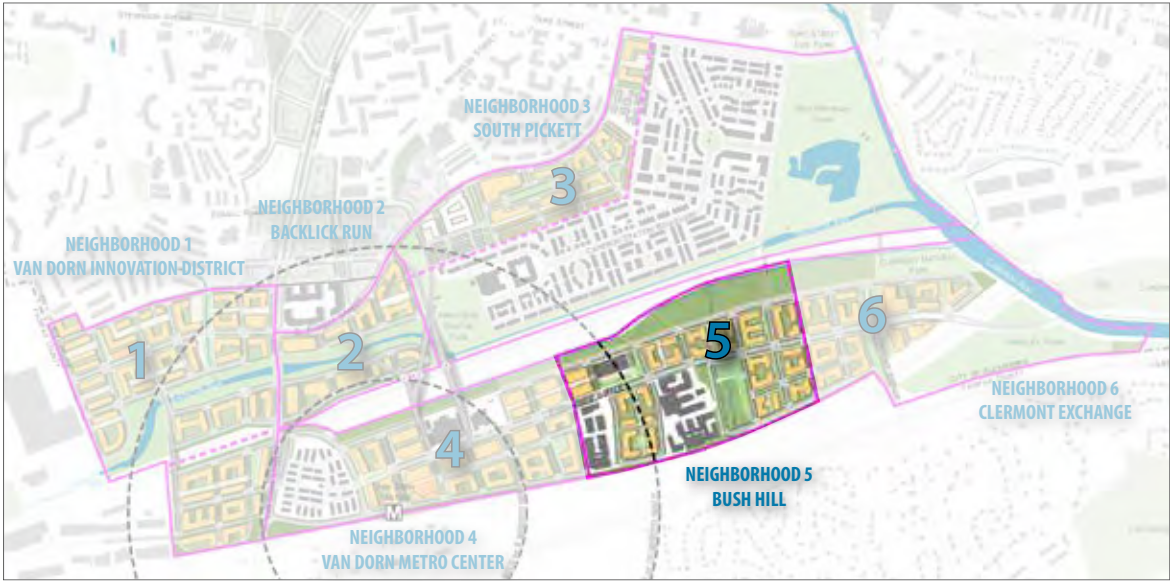 NEIGHBORHOOD 3
SOUTH PICKETT
3
NEIGHBORHOOD 2
BACKLICK RUN
NEIGHBORHOOD 1
VAN DORN INNOVATION DISTRICT
1
2
5
6
NEIGHBORHOOD 6
CLERMONT EXCHANGE
4
NEIGHBORHOOD 5
BUSH HILL
M
NEIGHBORHOOD 4
VAN DORN METRO CENTER